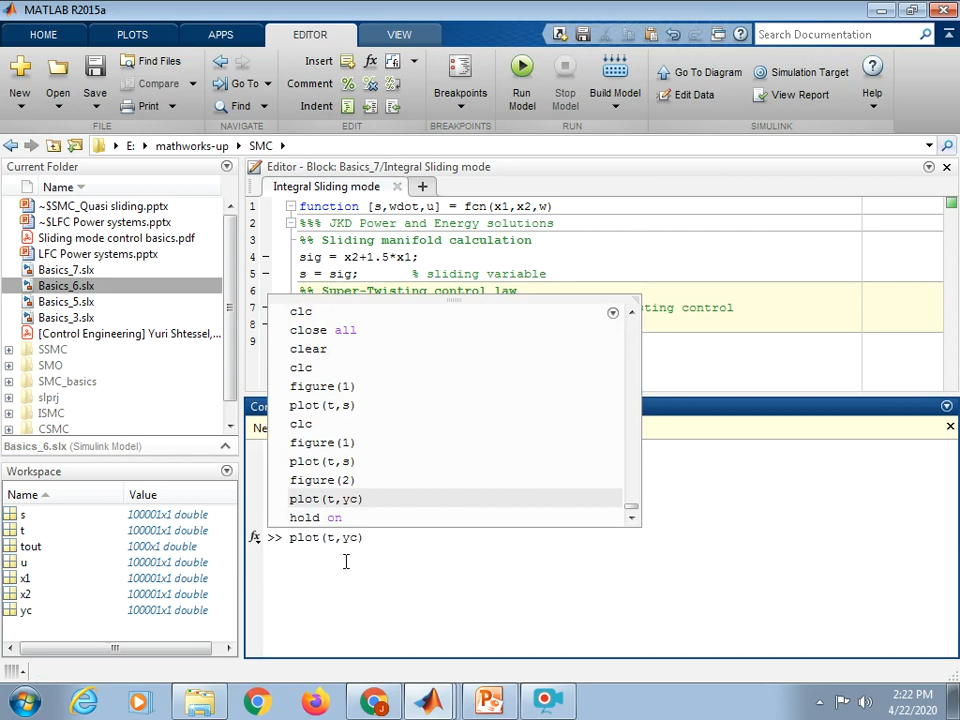 MATLAB R2015a
HOME PLOTS APPS EDITOR VIEW Search Documentation
New Open Save Find Files Compare Print
Go To Find
Insert fx
Comment
Indent
Breakpoints
Run Model
Stop Model
Build Model
Go To Diagram Simulation Target
Edit Data View Report
Help
FILE NAVIGATE EDIT BREAKPOINTS RUN SIMULINK
E: mathworks-up SMC
Current Folder
Name
~$SMC_Quasi sliding.pptx
~$LFC Power systems.pptx
Sliding mode control basics.pdf
LFC Power systems.pptx
Basics_7.slx
Basics_6.slx
Basics_5.slx
Basics_3.slx
[Control Engineering] Yuri Shtessel,...
SSMC
SMO
SMC_basics
slprj
ISMC
CSMC
Basics_6.slx (Simulink Model)
Workspace
Name Value
s 100001x1 double
t 100001x1 double
tout 1000x1 double
u 100001x1 double
x1 100001x1 double
x2 100001x1 double
yc 100001x1 double
Editor - Block: Basics_7/Integral Sliding mode
Integral Sliding mode
1 function [s,wdot,u] = fcn(x1,x2,w)
2 %%% JKD Power and Energy solutions
3 %% Sliding manifold calculation
4 sig = x2+1.5*x1;
5 s = sig; % sliding variable
6 %% Super-Twisting control law
7 sting control
8
9
Co
Ne
clc
close all
clear
clc
figure(1)
plot(t,s)
clc
figure(1)
plot(t,s)
figure(2)
plot(t,yc)
hold on
fx >> plot(t,yc)
2:22 PM
4/22/2020